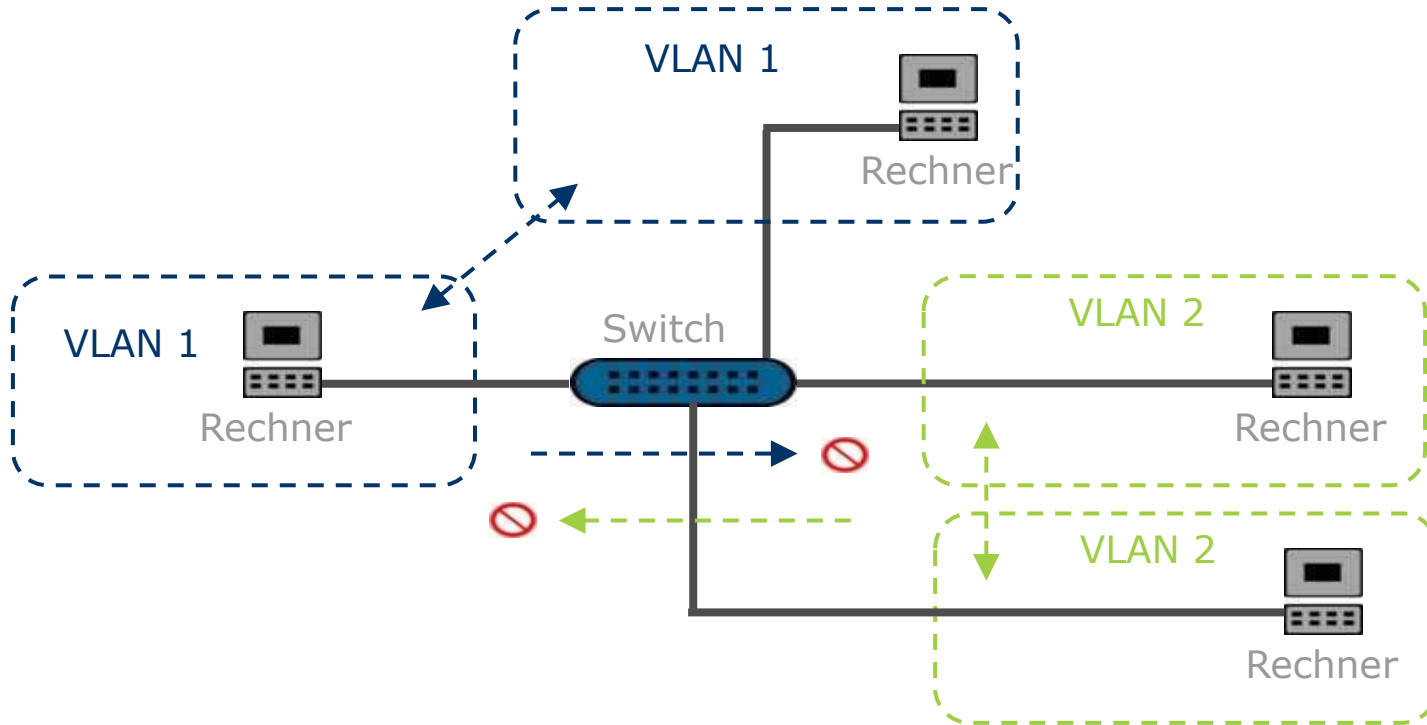 VLAN 1
Rechner
VLAN 1
Rechner
Switch
VLAN 2
Rechner
VLAN 2
Rechner